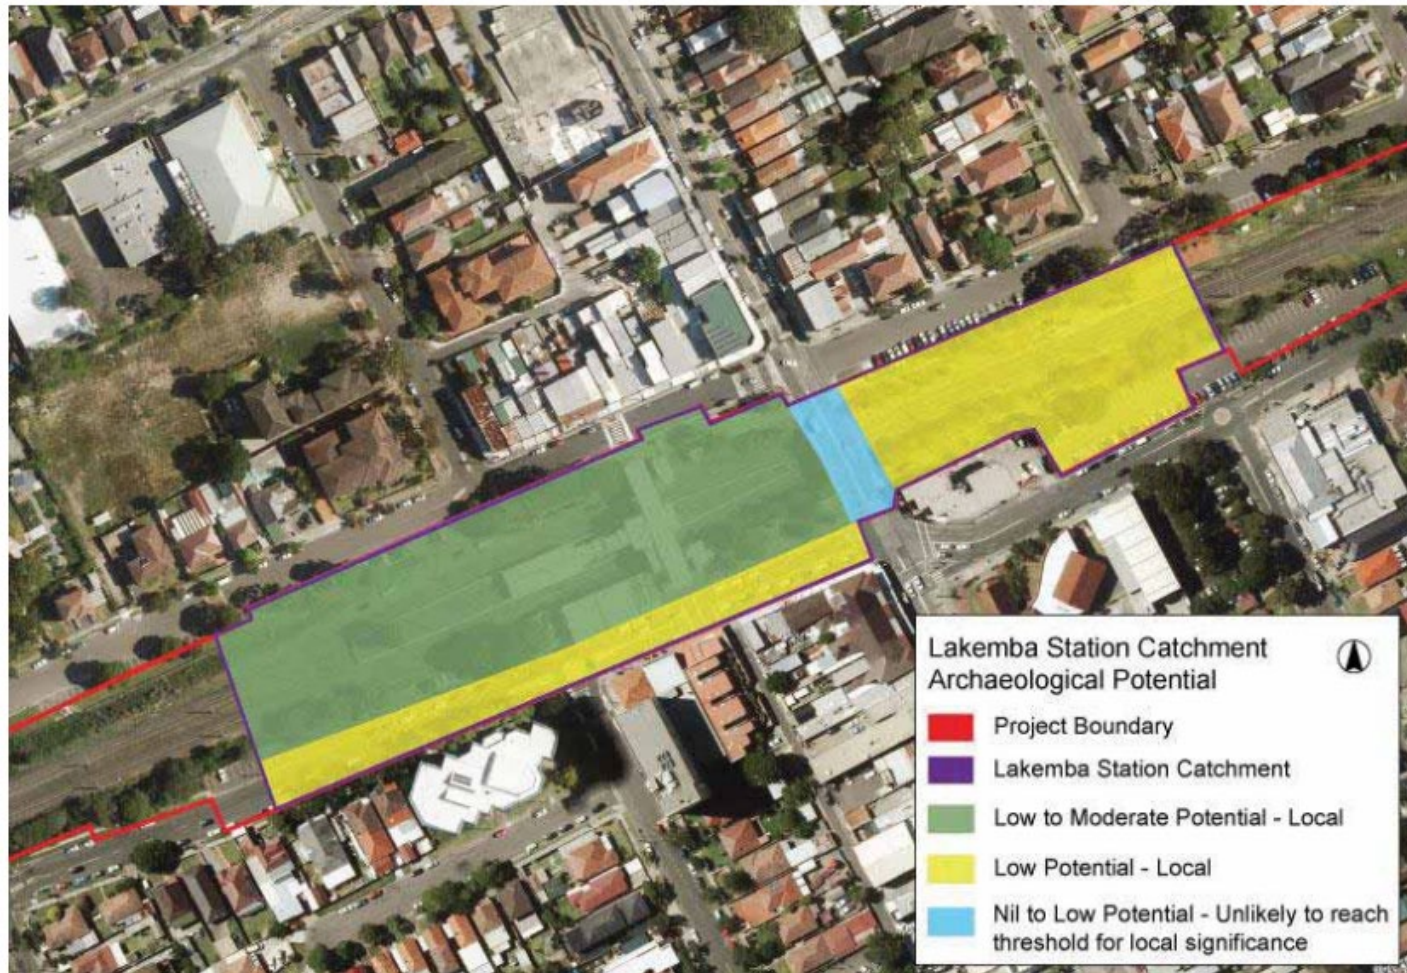 Lakemba Station Catchment
Archaeological Potential
Project Boundary
Lakemba Station Catchment
Low to Moderate Potential - Local
Low Potential - Local
Nil to Low Potential - Unlikely to reach
threshold for local significance